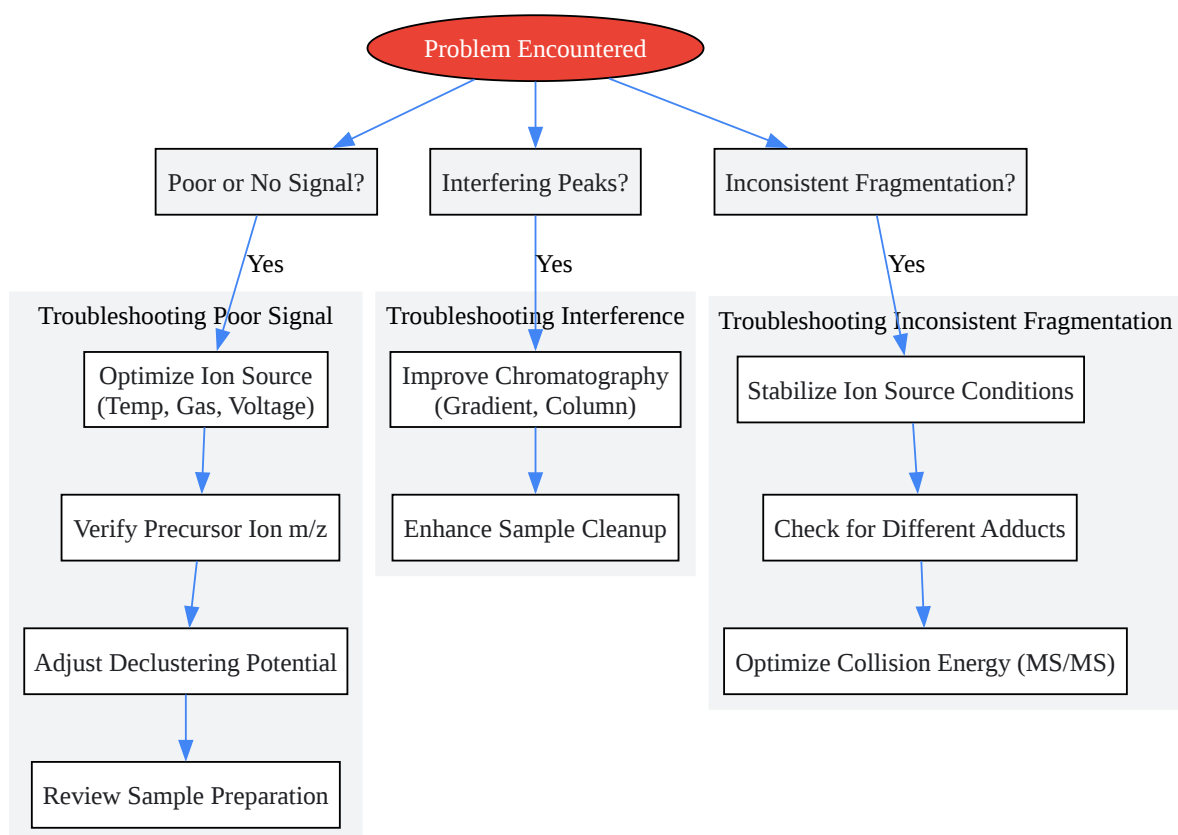 Problem Encountered
Poor or No Signal?
Interfering Peaks?
Inconsistent Fragmentation?
Yes
Yes
Yes
Troubleshooting Poor Signal
Optimize Ion Source
(Temp, Gas, Voltage)
Verify Precursor Ion m/z
Adjust Declustering Potential
Review Sample Preparation
Troubleshooting Interference
Improve Chromatography
(Gradient, Column)
Enhance Sample Cleanup
Troubleshooting Inconsistent Fragmentation
Stabilize Ion Source Conditions
Check for Different Adducts
Optimize Collision Energy (MS/MS)